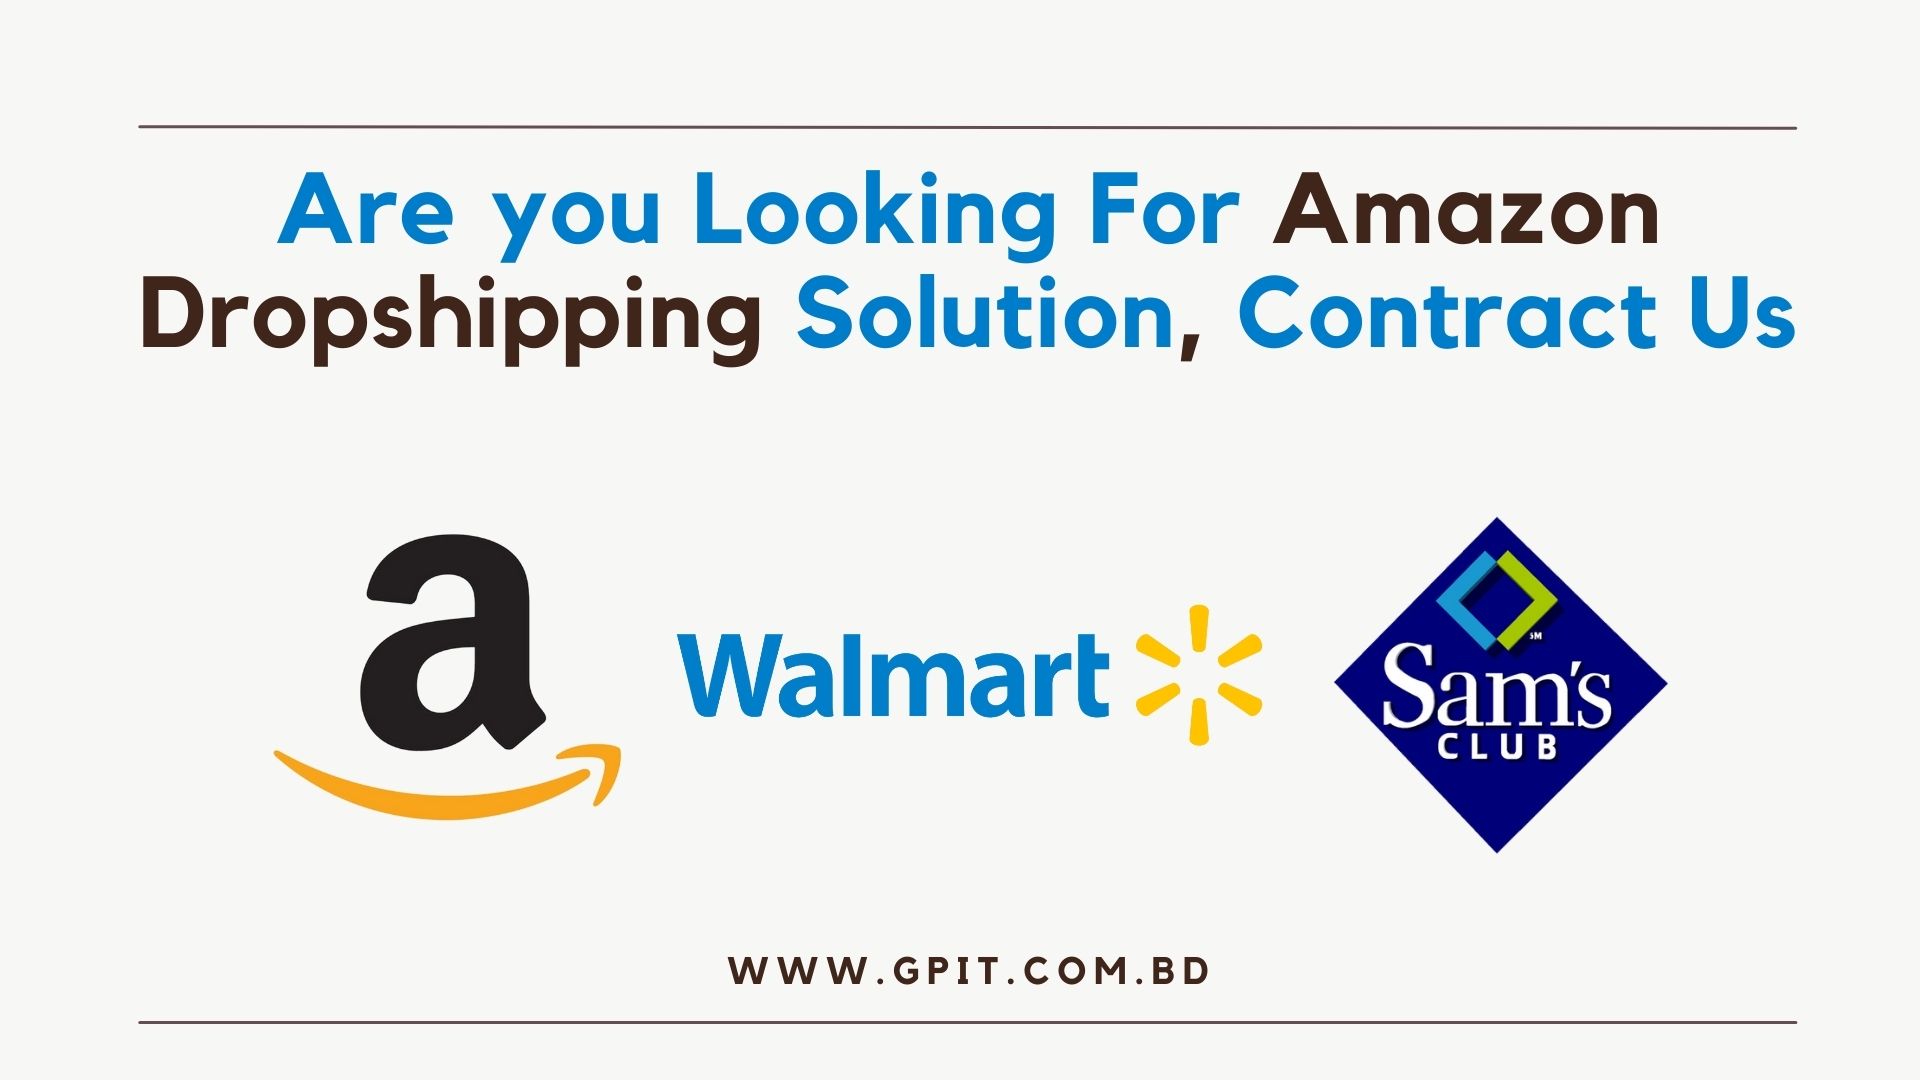 Are you Looking For Amazon
Dropshipping Solution, Contract Us
a
Walmart
SM
Sam's
CLUB
WWW.GPIT.COM.BD